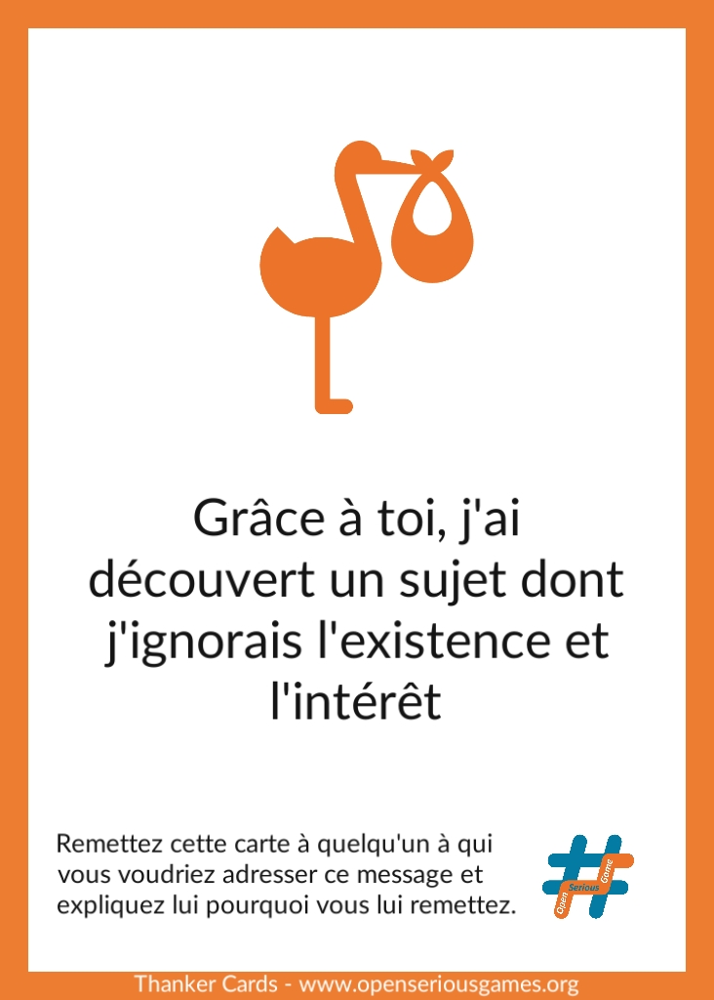 Grâce à toi, j'ai
découvert un sujet dont
j'ignorais l'existence et
l'intérêt
Remettez cette carte à quelqu'un à qui
vous voudriez adresser ce message et
expliquez lui pourquoi vous lui remettez.
Open Serious Game
Thanker Cards - www.openseriousgames.org